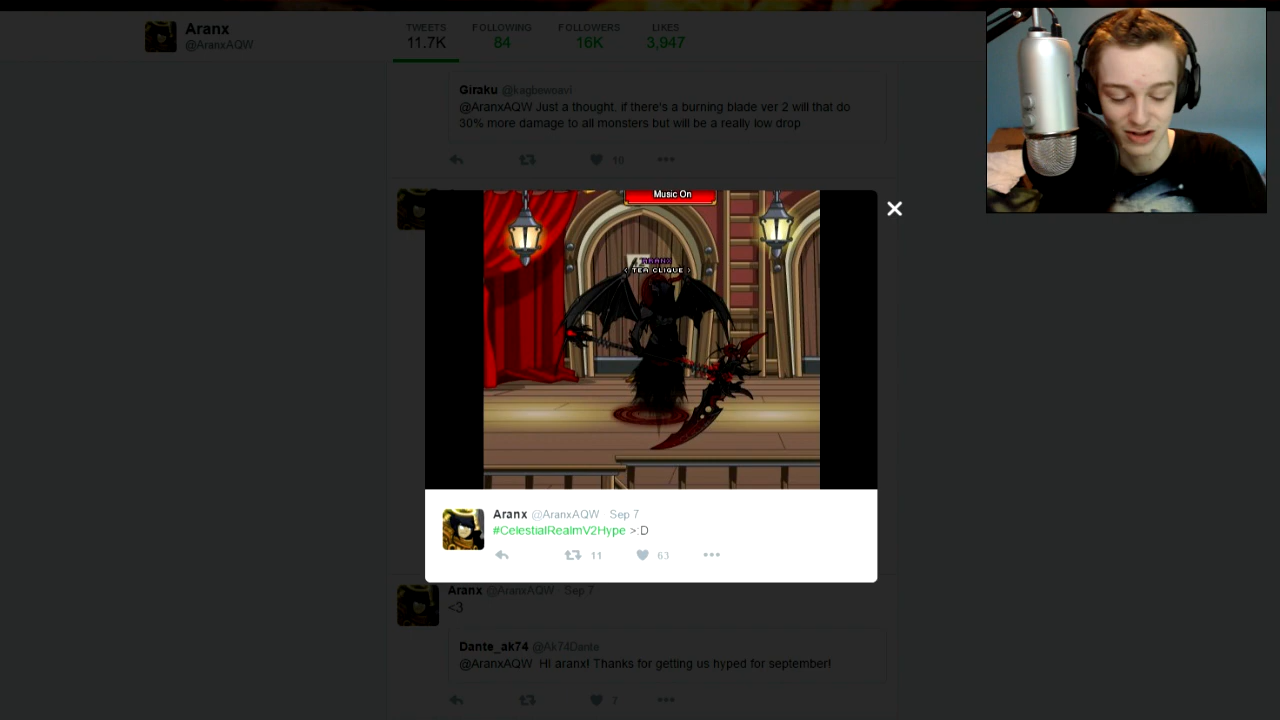 Aranx
@AranxAQW
TWEETS
11.7K
FOLLOWING
84
FOLLOWERS
16K
LIKES
3,947
Giraku @kagbewoavi
@AranxAQW Just a thought, if there's a burning blade ver 2 will that do
30% more damage to all monsters but will be a really low drop
10
Music On
ARANX
< TEA CLIQUE >
Aranx @AranxAQW Sep 7
#CelestialRealmV2Hype >:D
11
63
Aranx @AranxAQW Sep 7
<3
Dante_ak74 @Ak74Dante
@AranxAQW Hi aranx! Thanks for getting us hyped for september!
7